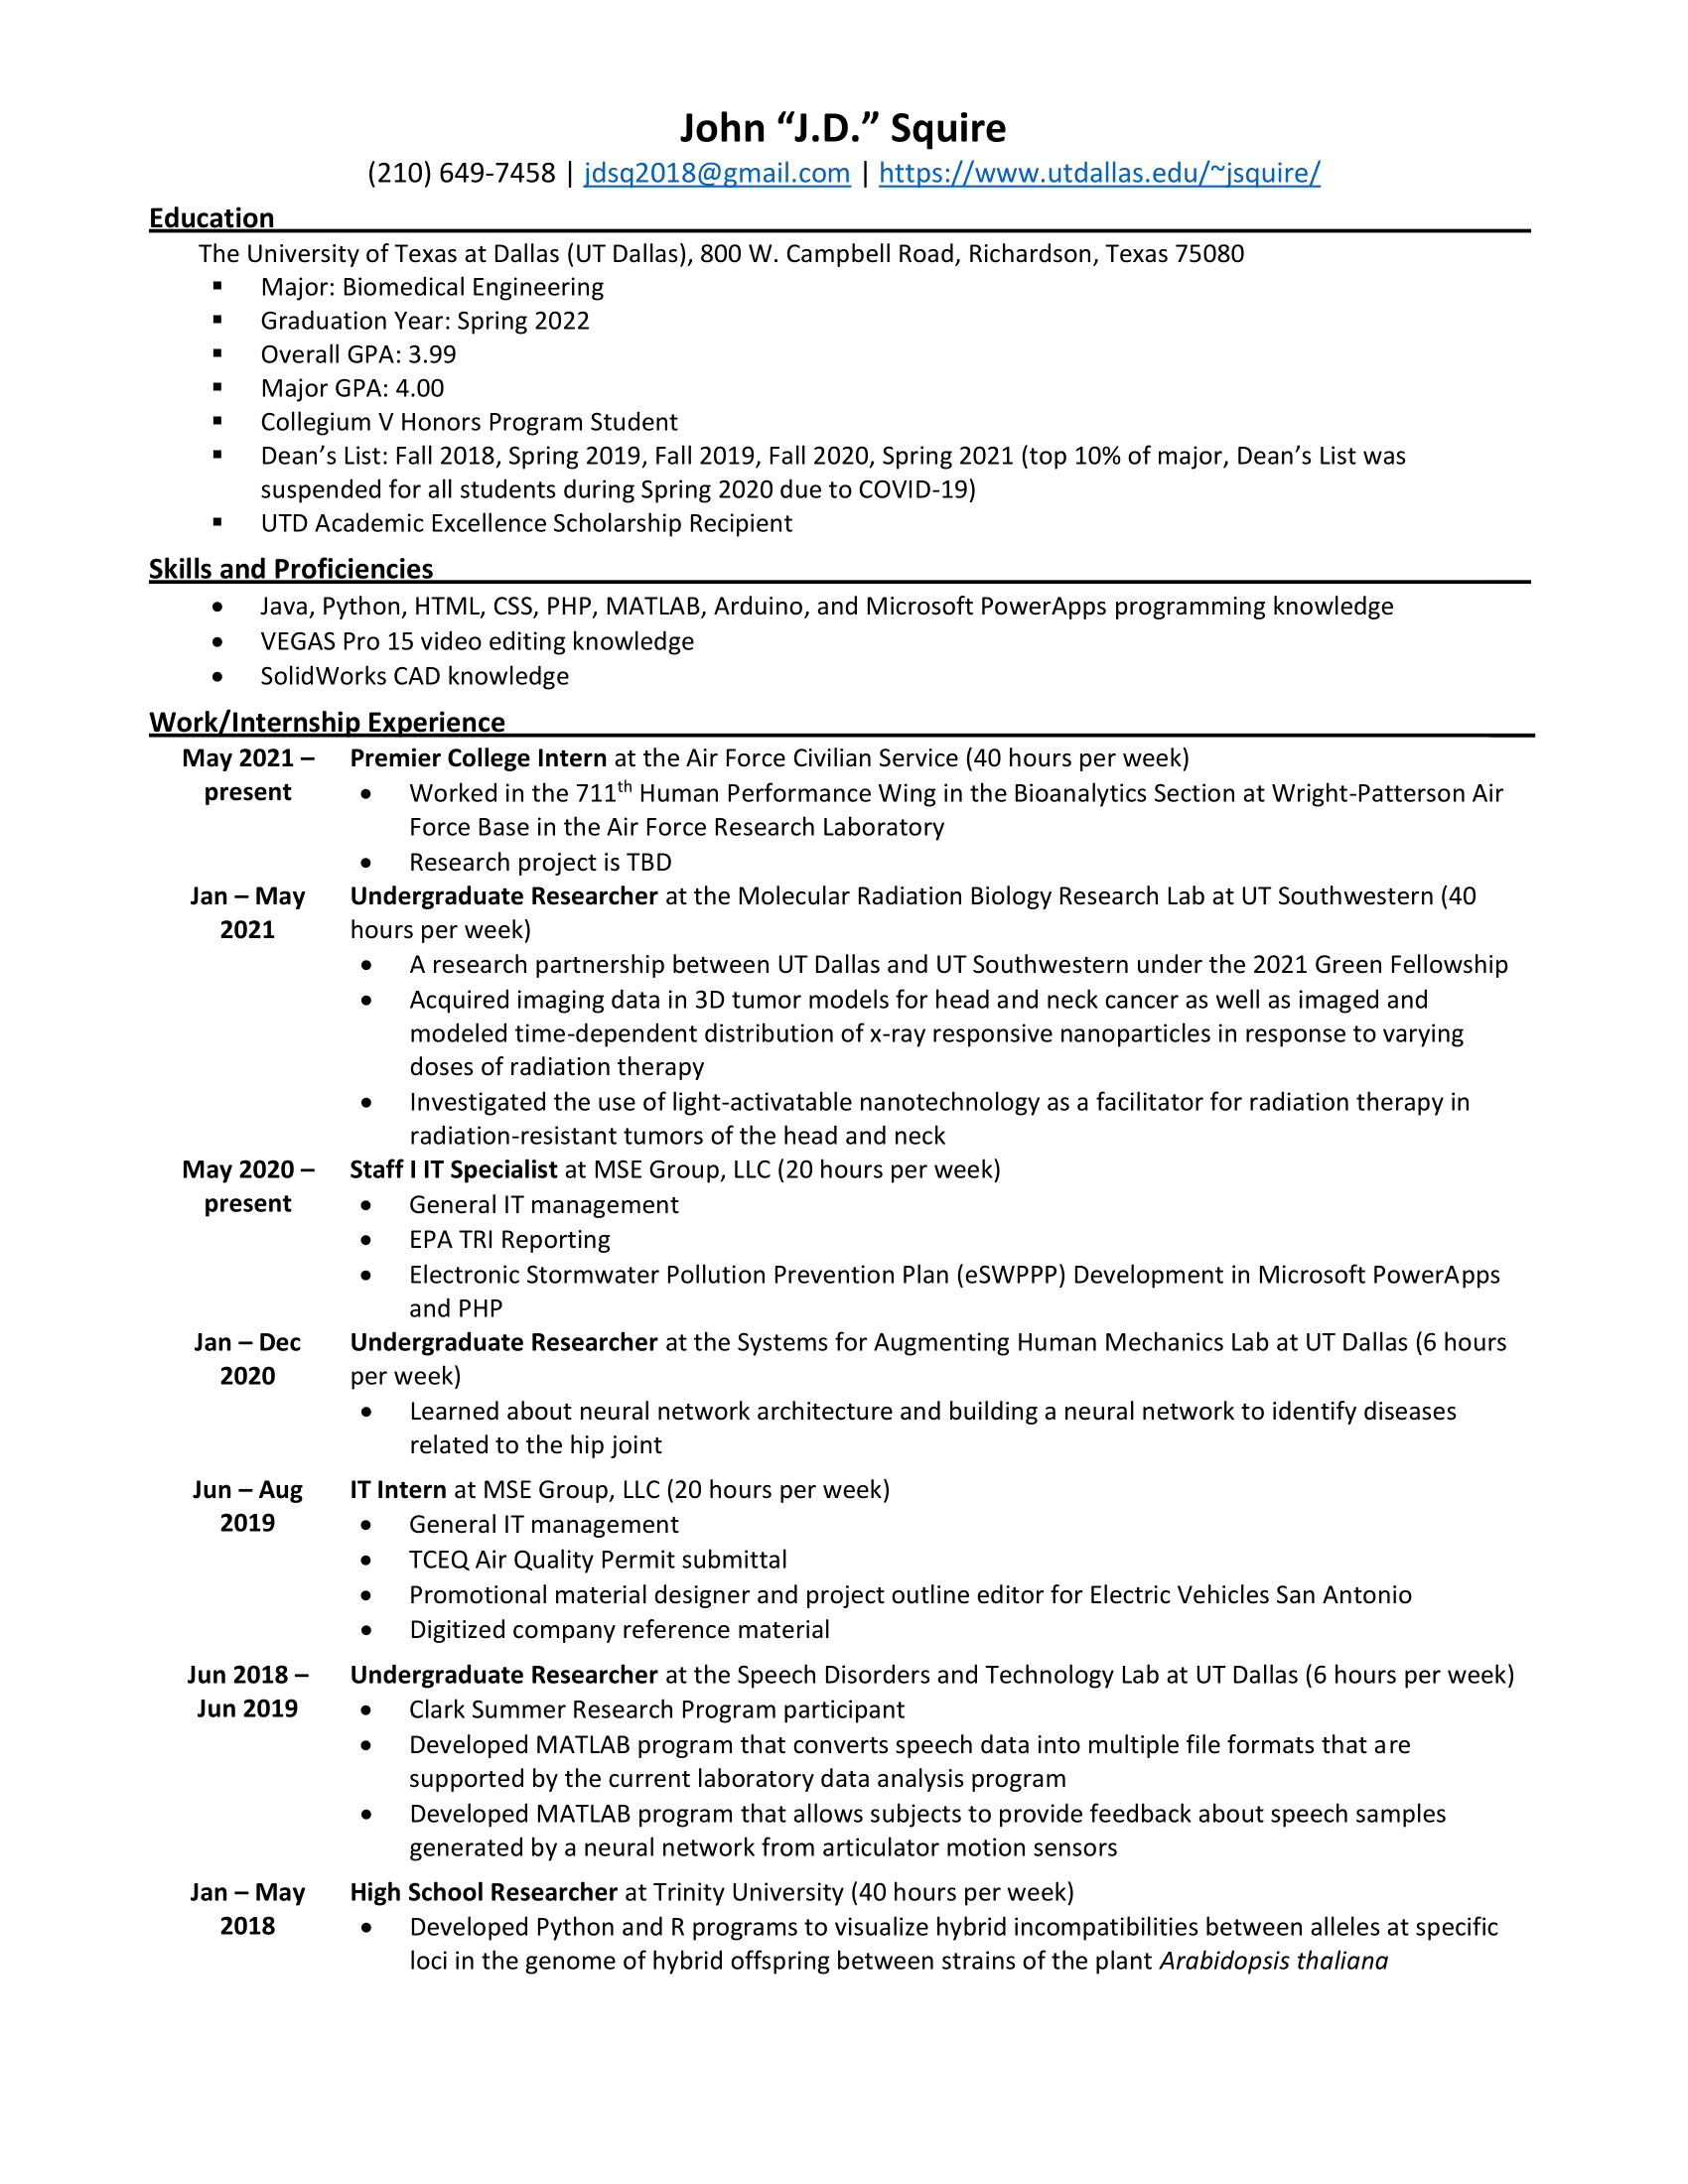 John “J.D.” Squire
(210) 649-7458 | jdsq2018@gmail.com | https://www.utdallas.edu/~jsquire/
Education
The University of Texas at Dallas (UT Dallas), 800 W. Campbell Road, Richardson, Texas 75080
▪ Major: Biomedical Engineering
▪ Graduation Year: Spring 2022
▪ Overall GPA: 3.99
▪ Major GPA: 4.00
▪ Collegium V Honors Program Student
▪ Dean’s List: Fall 2018, Spring 2019, Fall 2019, Fall 2020, Spring 2021 (top 10% of major, Dean’s List was
suspended for all students during Spring 2020 due to COVID-19)
▪ UTD Academic Excellence Scholarship Recipient
Skills and Proficiencies
• Java, Python, HTML, CSS, PHP, MATLAB, Arduino, and Microsoft PowerApps programming knowledge
• VEGAS Pro 15 video editing knowledge
• SolidWorks CAD knowledge
Work/Internship Experience
May 2021 –
present
Premier College Intern at the Air Force Civilian Service (40 hours per week)
• Worked in the 711th Human Performance Wing in the Bioanalytics Section at Wright-Patterson Air
Force Base in the Air Force Research Laboratory
• Research project is TBD
Jan – May
2021
Undergraduate Researcher at the Molecular Radiation Biology Research Lab at UT Southwestern (40
hours per week)
• A research partnership between UT Dallas and UT Southwestern under the 2021 Green Fellowship
• Acquired imaging data in 3D tumor models for head and neck cancer as well as imaged and
modeled time-dependent distribution of x-ray responsive nanoparticles in response to varying
doses of radiation therapy
• Investigated the use of light-activatable nanotechnology as a facilitator for radiation therapy in
radiation-resistant tumors of the head and neck
May 2020 –
present
Staff I IT Specialist at MSE Group, LLC (20 hours per week)
• General IT management
• EPA TRI Reporting
• Electronic Stormwater Pollution Prevention Plan (eSWPPP) Development in Microsoft PowerApps
and PHP
Jan – Dec
2020
Undergraduate Researcher at the Systems for Augmenting Human Mechanics Lab at UT Dallas (6 hours
per week)
• Learned about neural network architecture and building a neural network to identify diseases
related to the hip joint
Jun – Aug
2019
IT Intern at MSE Group, LLC (20 hours per week)
• General IT management
• TCEQ Air Quality Permit submittal
• Promotional material designer and project outline editor for Electric Vehicles San Antonio
• Digitized company reference material
Jun 2018 –
Jun 2019
Undergraduate Researcher at the Speech Disorders and Technology Lab at UT Dallas (6 hours per week)
• Clark Summer Research Program participant
• Developed MATLAB program that converts speech data into multiple file formats that are
supported by the current laboratory data analysis program
• Developed MATLAB program that allows subjects to provide feedback about speech samples
generated by a neural network from articulator motion sensors
Jan – May
2018
High School Researcher at Trinity University (40 hours per week)
• Developed Python and R programs to visualize hybrid incompatibilities between alleles at specific
loci in the genome of hybrid offspring between strains of the plant Arabidopsis thaliana